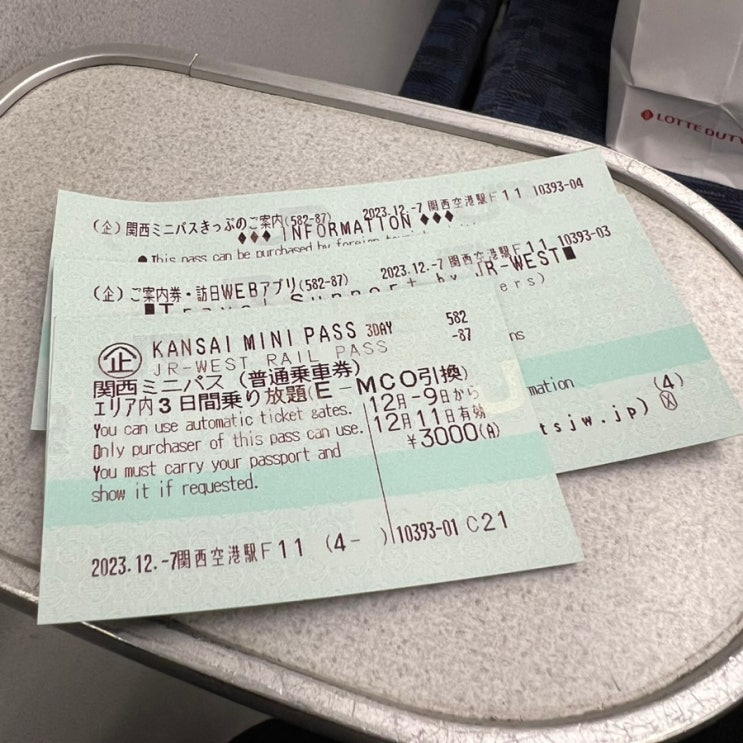 LOTTE DUTY
(企) 関西ミニパスきっぷのご案内(582-87) 2023.12.-7 関西空港駅F11 10393-04
◆◆◆ INFORMATION ◆◆◆
●This pass can be purchased by foreign
(企) ご案内券・訪日WEBアプリ(582-87) 2023.12.-7 関西空港駅F11 10393-03
■Travel Support by JR-WEST■
ers)
ns
mation
tsjw.jp) (4)
企 KANSAI MINI PASS 3DAY 582
JR-WEST RAIL PASS -87
関西ミニパス (普通乗車券)
エリア内3日間乗り放題(E-MCO引換)
You can use automatic ticket gates. 12月-9日から
Only purchaser of this pass can use. 12月11日有効
You must carry your passport and ¥3000(A)
show it if requested.
2023.12.-7関西空港駅F11 (4- ) 10393-01 C21